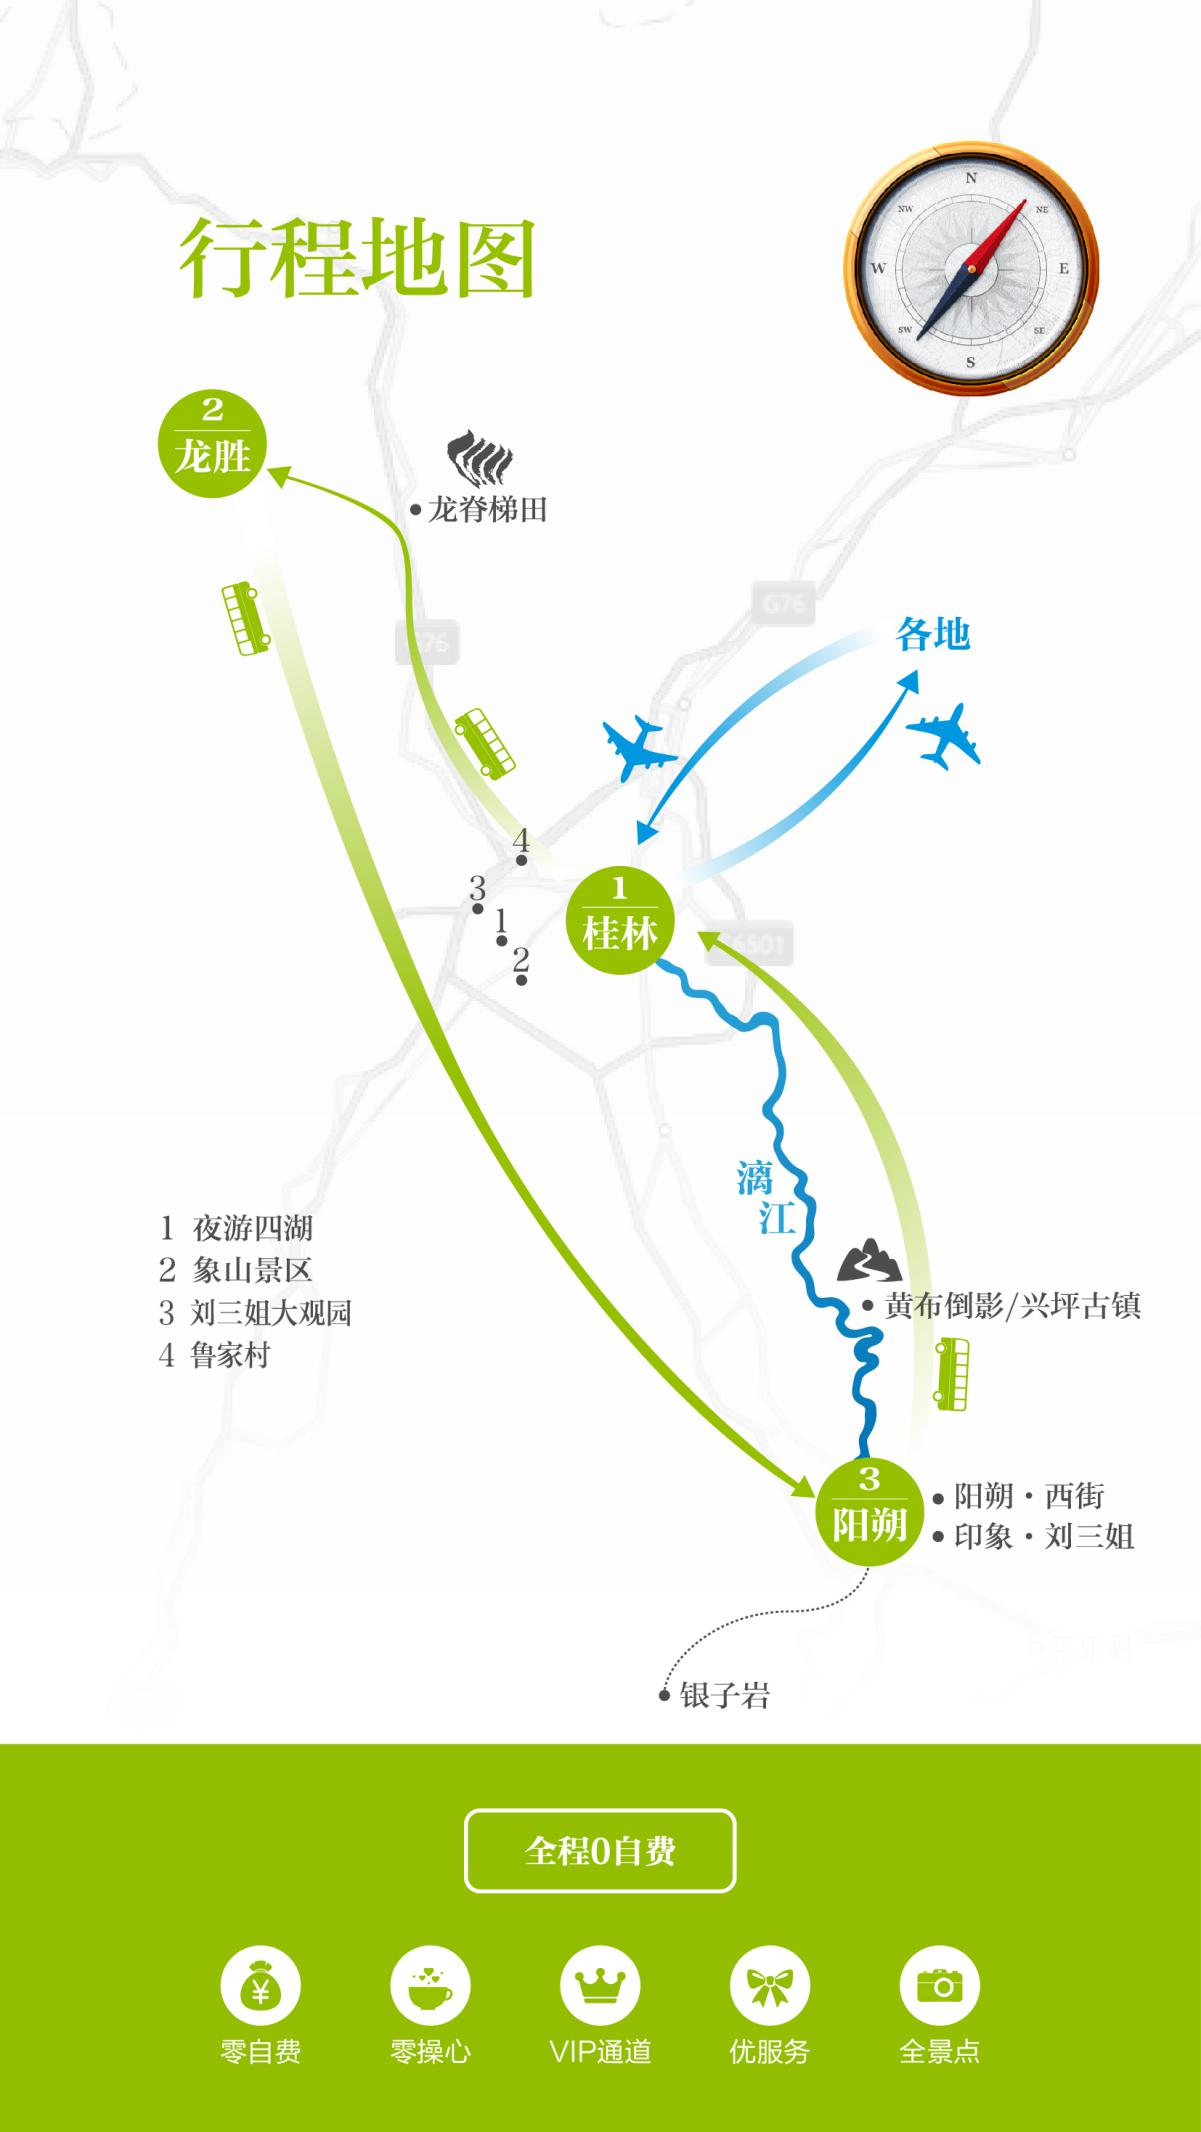 行程地图
N
NW
NE
W
E
SW
SE
S
2
龙胜
龙脊梯田
G76
G76
各地
4
3
1
2
1
桂林
G6501
漓江
1 夜游四湖
2 象山景区
3 刘三姐大观园
4 鲁家村
黄布倒影/兴坪古镇
3
阳朔
阳朔·西街
印象·刘三姐
平乐县
银子岩
全程0自费
¥
零自费
零操心
VIP通道
优服务
全景点